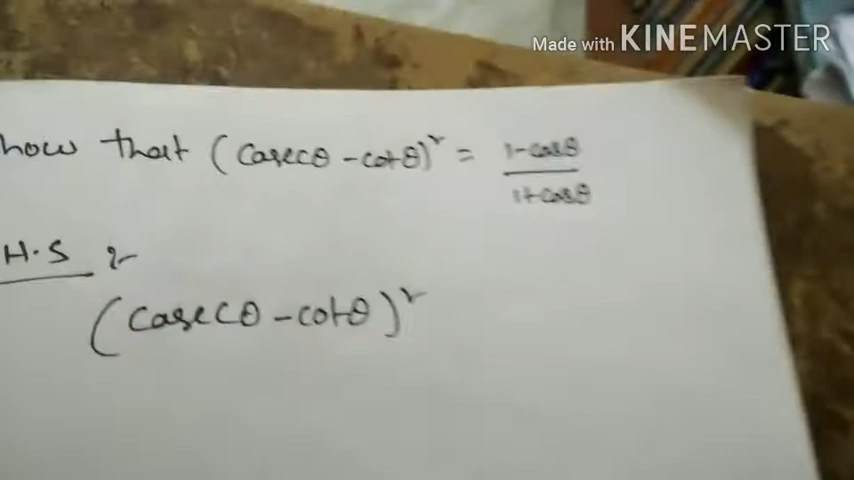 Made with KINEMASTER
how that (cosecθ - cotθ)² = 1-cosθ / 1+cosθ
H.S :-
(cosecθ - cotθ)²